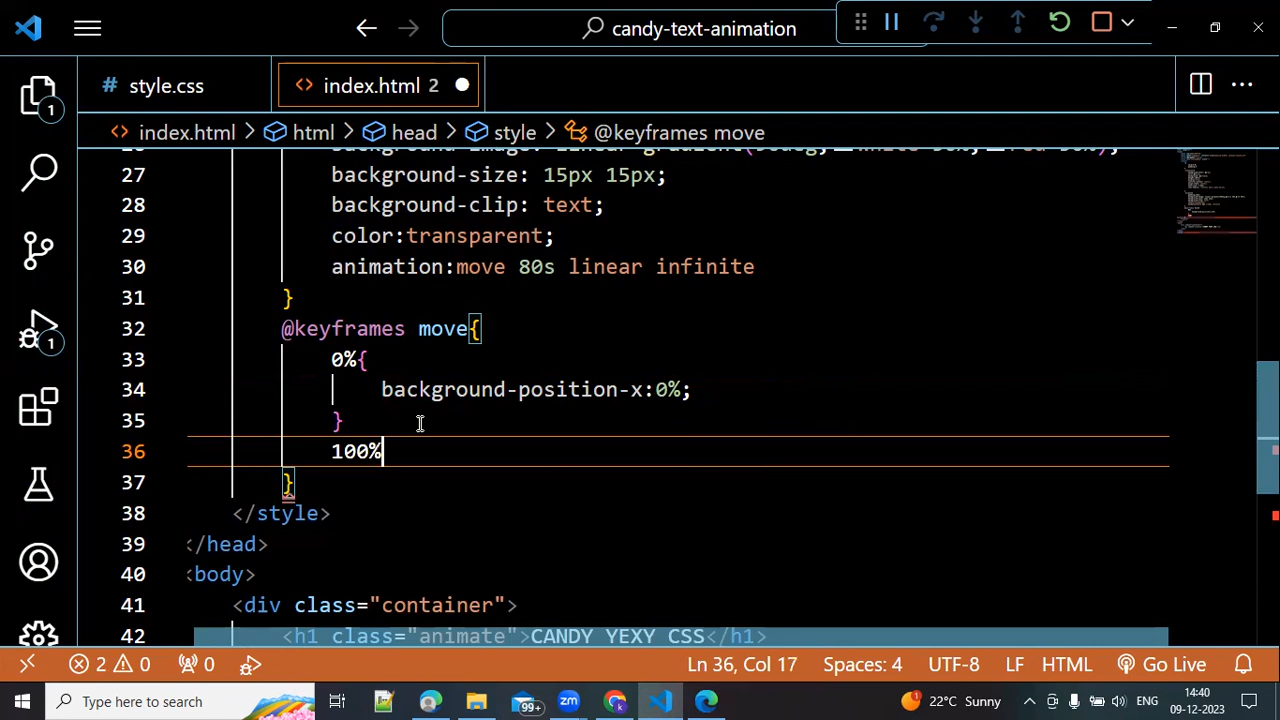 candy-text-animation
# style.css
<> index.html 2
<> index.html > html > head > style > @keyframes move
27 background-size: 15px 15px;
28 background-clip: text;
29 color:transparent;
30 animation:move 80s linear infinite
31 }
32 @keyframes move{
33 0%{
34 background-position-x:0%;
35 }
36 100%
37 }
38 </style>
39 </head>
40 <body>
41 <div class="container">
42 <h1 class="animate">CANDY YEXY CSS</h1>
1
1
2 0 0 Ln 36, Col 17 Spaces: 4 UTF-8 LF HTML Go Live
Type here to search 99+ zm 22°C Sunny ENG 14:40
09-12-2023